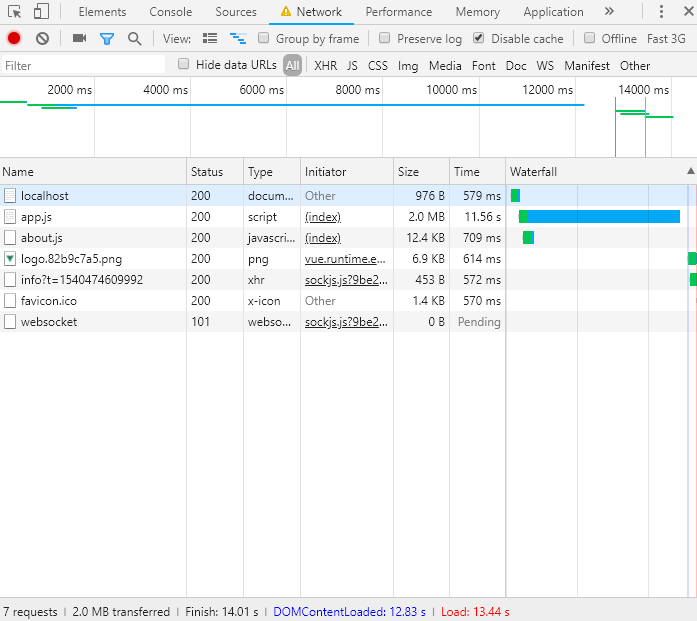 Elements Console Sources Network Performance Memory Application »
View: Group by frame Preserve log Disable cache Offline Fast 3G
Filter Hide data URLs All XHR JS CSS Img Media Font Doc WS Manifest Other
2000 ms 4000 ms 6000 ms 8000 ms 10000 ms 12000 ms 14000 ms
Name Status Type Initiator Size Time Waterfall
localhost 200 docum... Other 976 B 579 ms
app.js 200 script (index) 2.0 MB 11.56 s
about.js 200 javascri... (index) 12.4 KB 709 ms
logo.82b9c7a5.png 200 png vue.runtime.e... 6.9 KB 614 ms
info?t=1540474609992 200 xhr sockjs.js?9be2... 453 B 572 ms
favicon.ico 200 x-icon Other 1.4 KB 570 ms
websocket 101 webso... sockjs.js?9be2... 0 B Pending
7 requests | 2.0 MB transferred | Finish: 14.01 s | DOMContentLoaded: 12.83 s | Load: 13.44 s